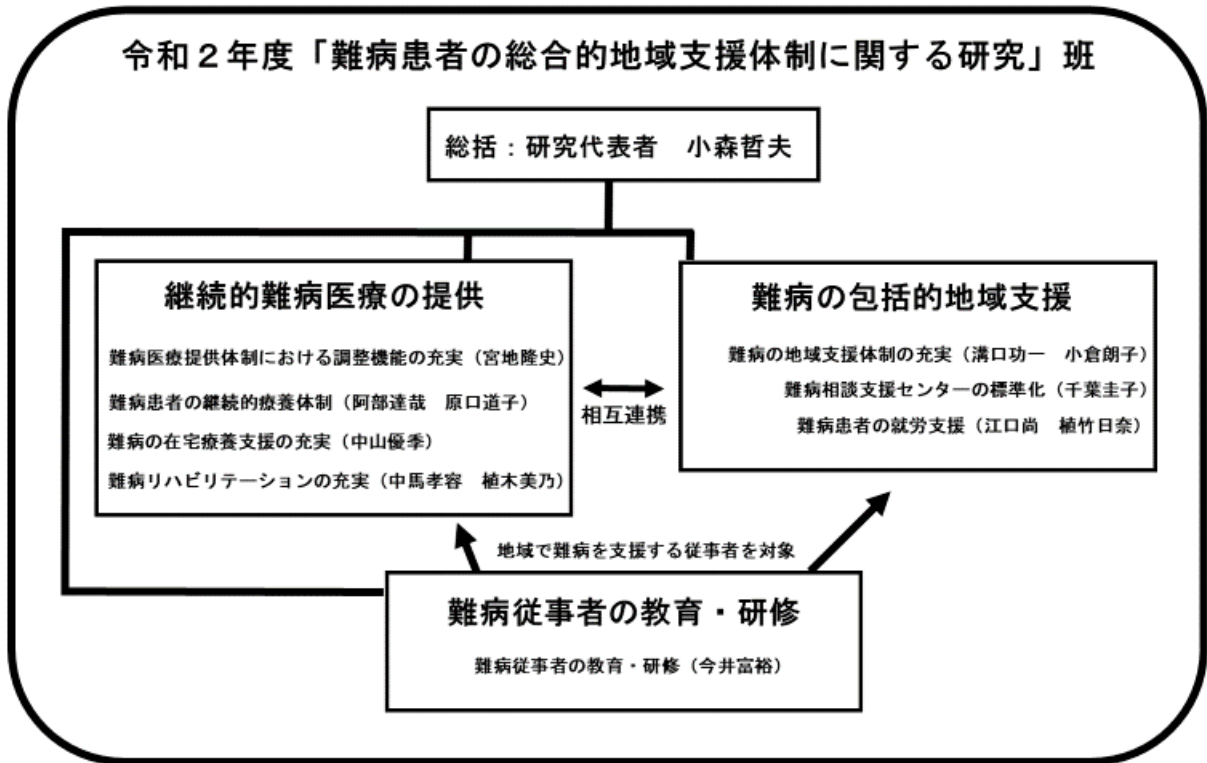 令和２年度「難病患者の総合的地域支援体制に関する研究」班
総括：研究代表者　小森哲夫
継続的難病医療の提供
難病医療提供体制における調整機能の充実（宮地隆史）
難病患者の継続的療養体制（阿部達哉　原口道子）
難病の在宅療養支援の充実（中山優季）
難病リハビリテーションの充実（中馬孝容　植木美乃）
相互連携
難病の包括的地域支援
難病の地域支援体制の充実（溝口功一　小倉朗子）
難病相談支援センターの標準化（千葉圭子）
難病患者の就労支援（江口尚　植竹日奈）
地域で難病を支援する従事者を対象
難病従事者の教育・研修
難病従事者の教育・研修（今井富裕）